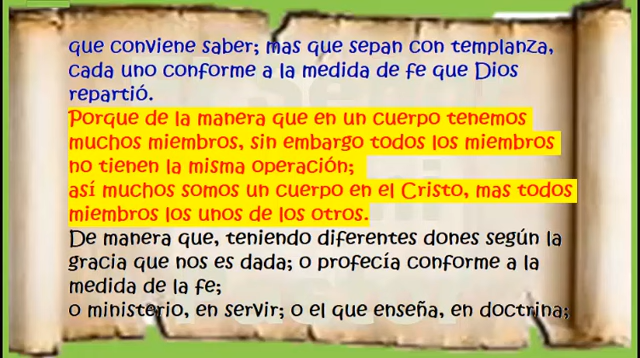 que conviene saber; mas que sepan con templanza,
cada uno conforme a la medida de fe que Dios
repartió.
Porque de la manera que en un cuerpo tenemos
muchos miembros, sin embargo todos los miembros
no tienen la misma operación;
así muchos somos un cuerpo en el Cristo, mas todos
miembros los unos de los otros.
De manera que, teniendo diferentes dones según la
gracia que nos es dada; o profecía conforme a la
medida de la fe;
o ministerio, en servir; o el que enseña, en doctrina;